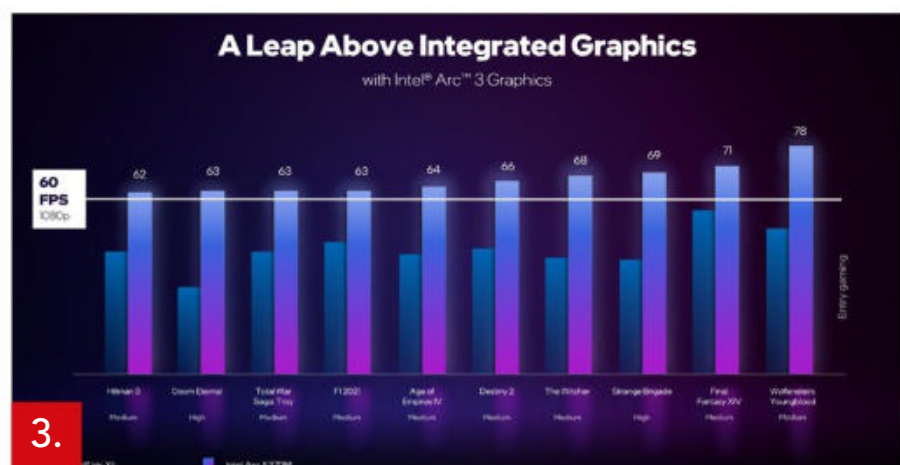 A Leap Above Integrated Graphics
with Intel® Arc™ 3 Graphics
78
71
69
68
66
64
63
63
63
62
60
FPS
1080p
Entry gaming
Hitman 3
Doom Eternal
Total War
Saga: Troy
F1 2021
Age of
Empires IV
Destiny 2
The Witcher
Strange Brigade
Final
Fantasy XIV
Wolfenstein
Youngblood
Medium
High
Medium
Medium
Medium
Medium
Medium
High
Medium
Medium
3.